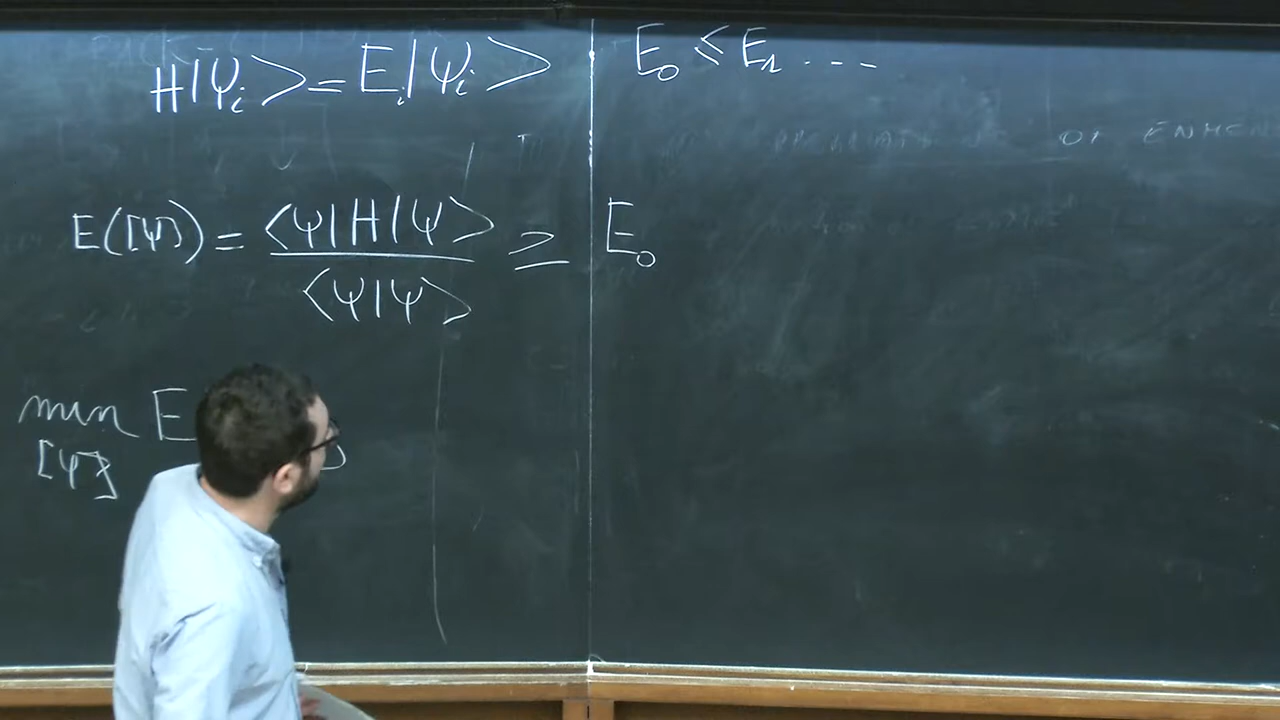 H|Ψᵢ> = Eᵢ|Ψᵢ>   E₀ ≤ E₁ . - - -
E([Ψ]) = <Ψ|H|Ψ> / <Ψ|Ψ> ≥ E₀
min E
[Ψ]